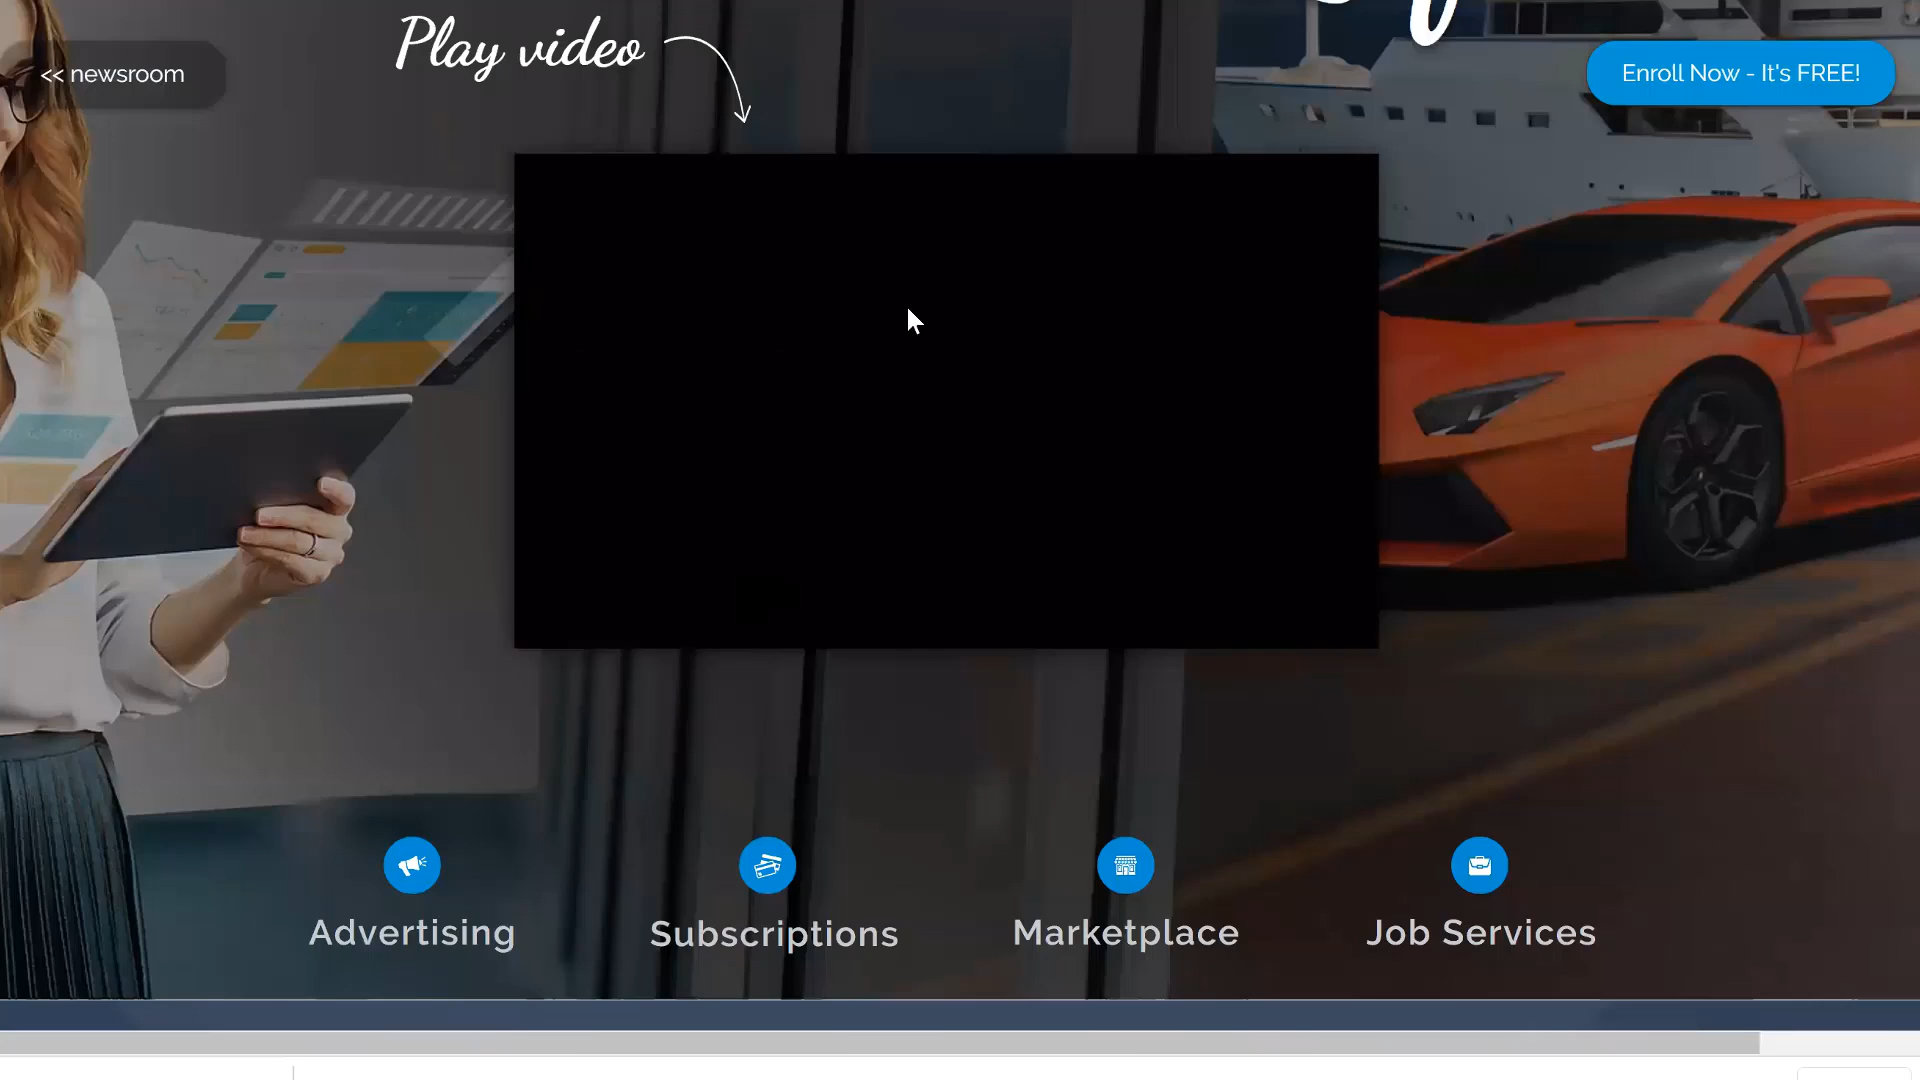 Play video
<< newsroom
Enroll Now - It's FREE!
Advertising
Subscriptions
Marketplace
Job Services